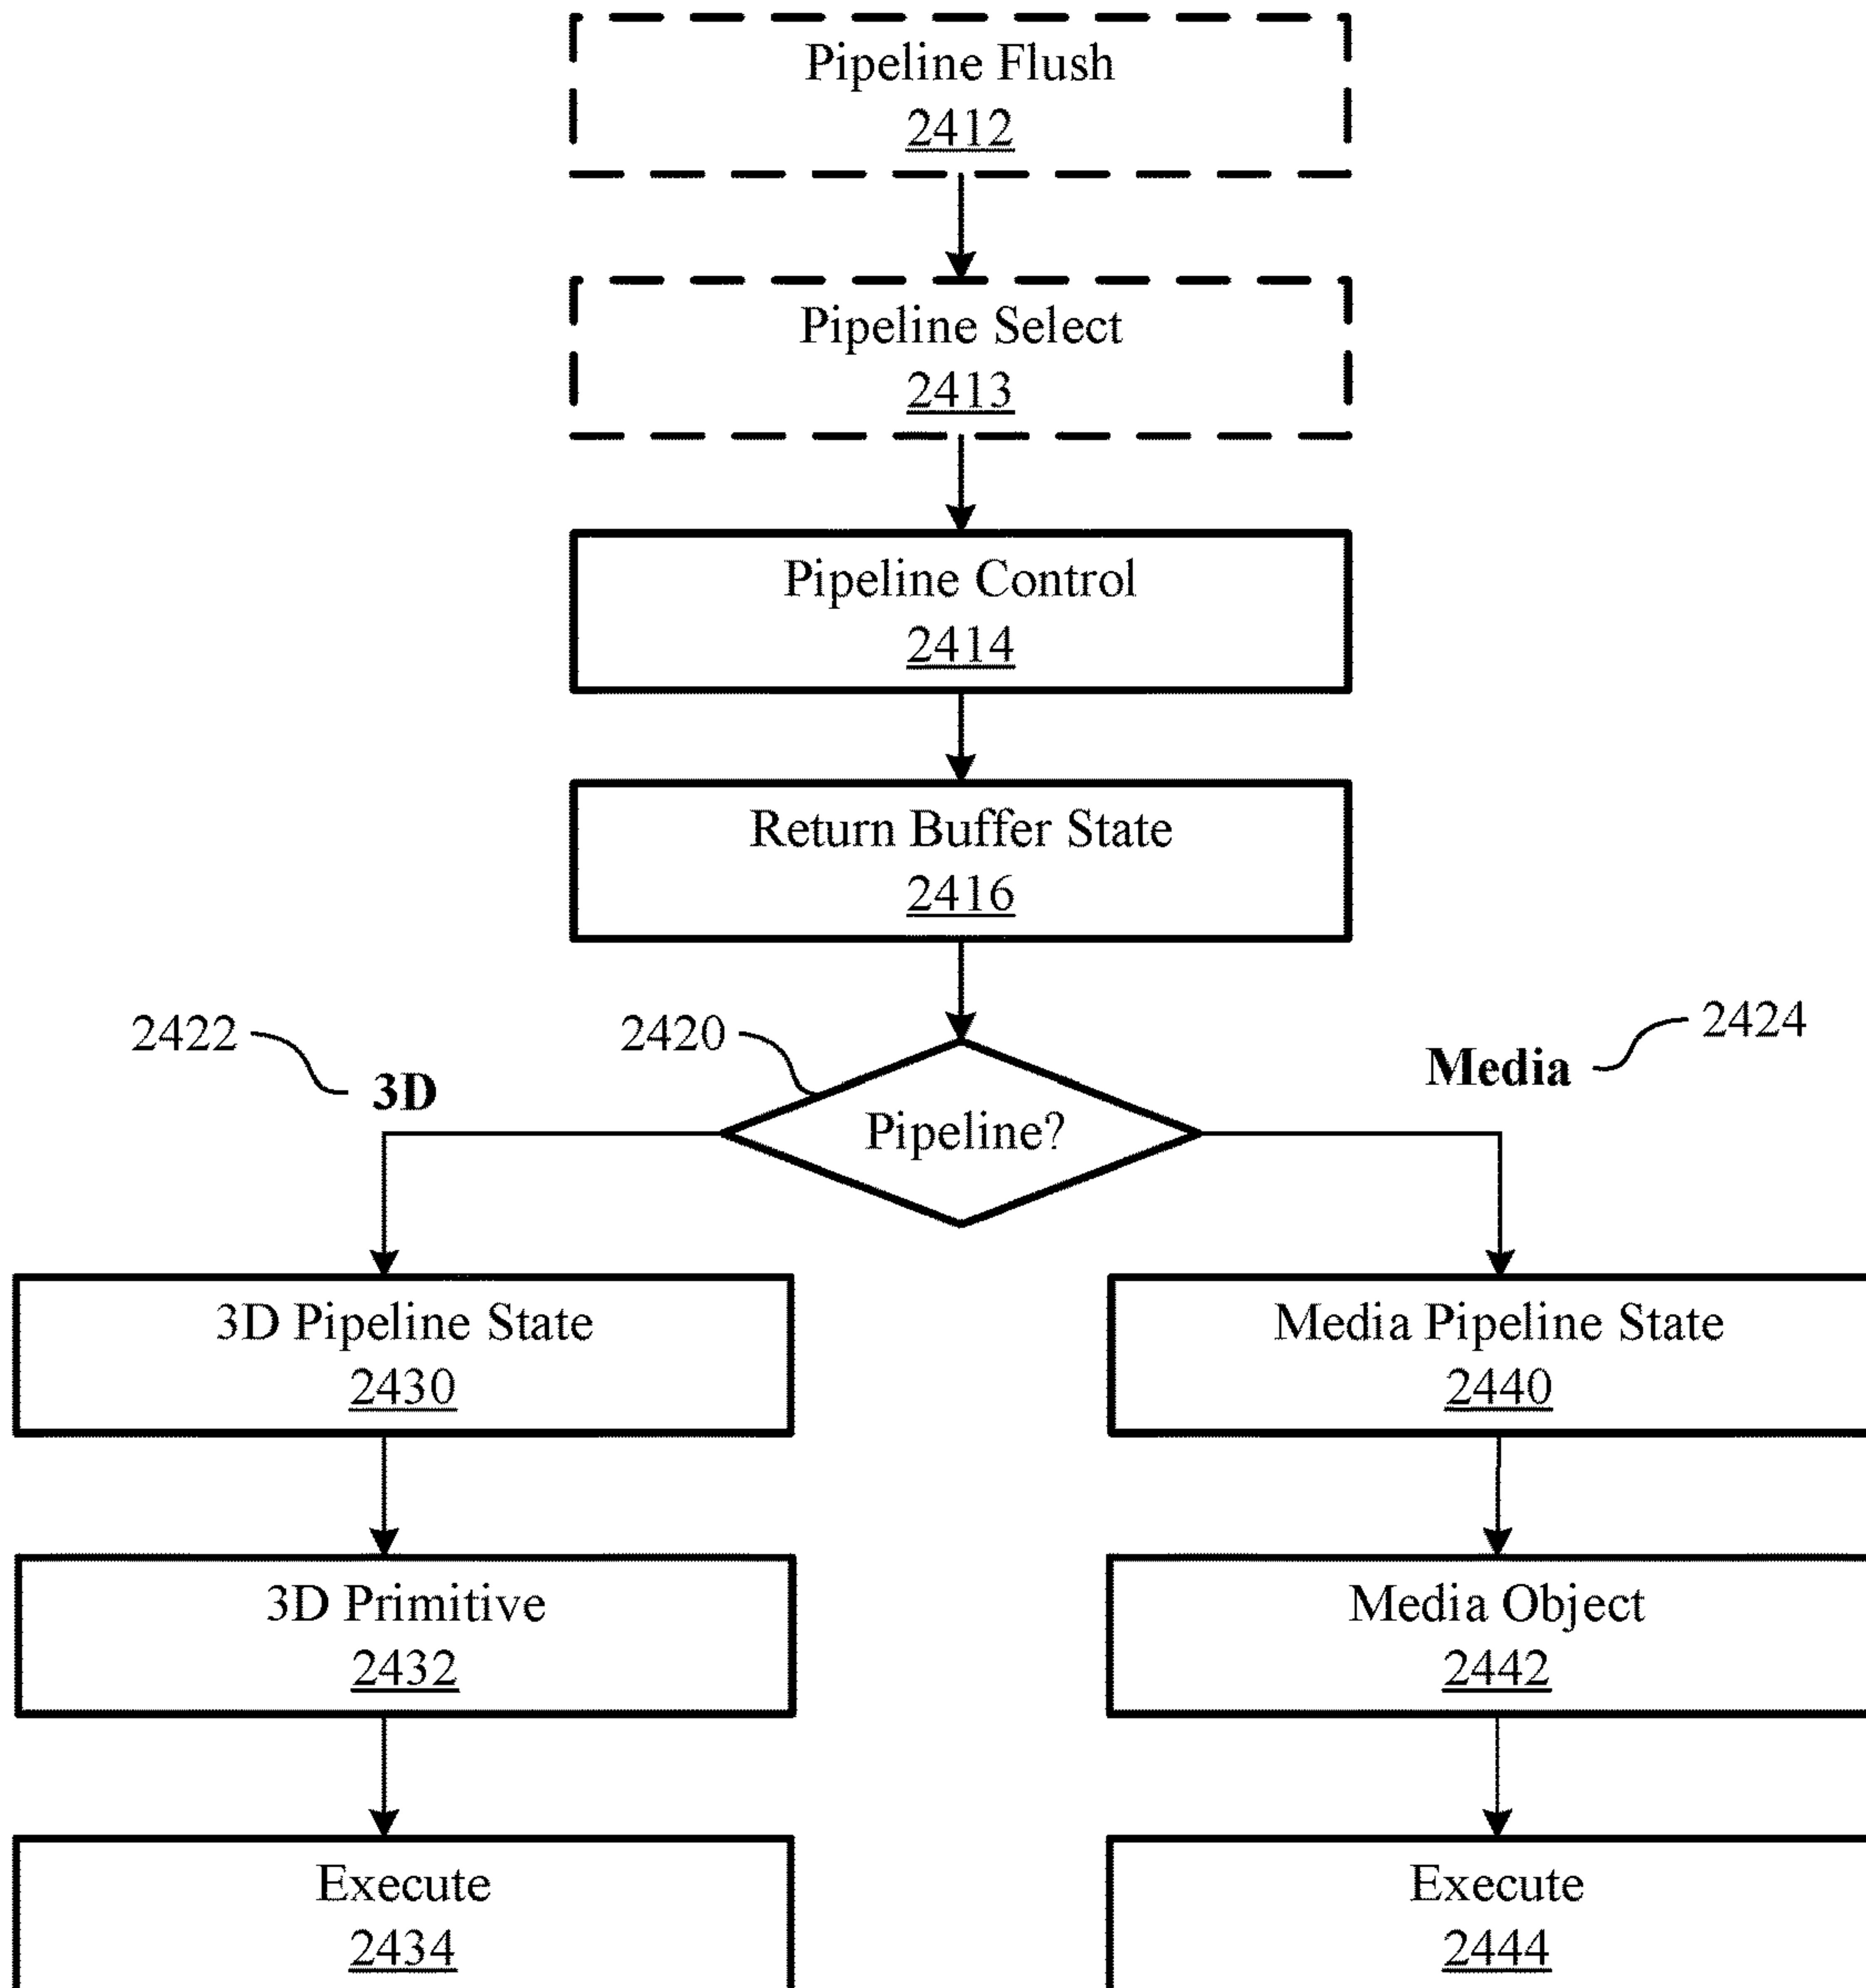 Pipeline Flush
2412
Pipeline Select
2413
Pipeline Control
2414
Return Buffer State
2416
2422
3D
2420
Pipeline?
Media
2424
3D Pipeline State
2430
Media Pipeline State
2440
3D Primitive
2432
Media Object
2442
Execute
2434
Execute
2444